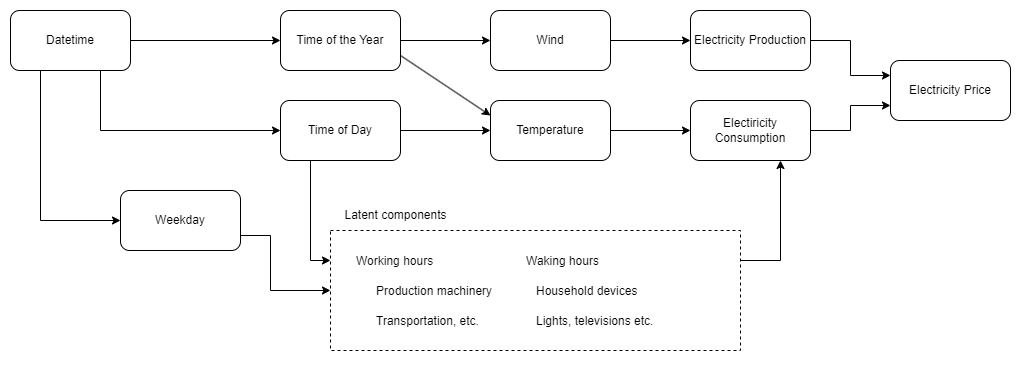 Datetime
Time of the Year
Wind
Electricity Production
Electricity Price
Time of Day
Temperature
Electiricity
Consumption
Weekday
Latent components
Working hours
Waking hours
Production machinery
Household devices
Transportation, etc.
Lights, televisions etc.